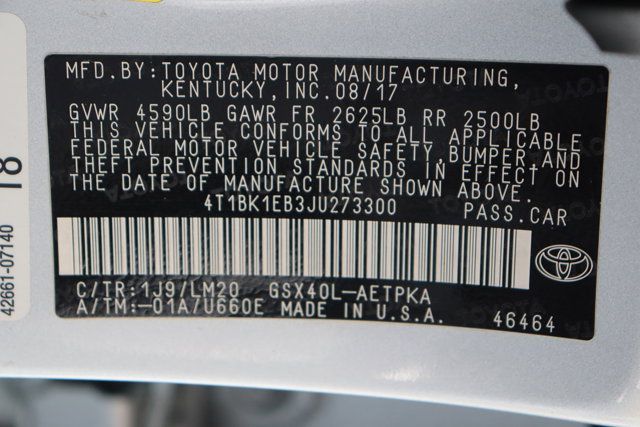 MFD. BY: TOYOTA MOTOR MANUFACTURING,
KENTUCKY, INC. 08/17
GVWR 4590LB GAWR FR 2625LB RR 2500LB
THIS VEHICLE CONFORMS TO ALL APPLICABLE
FEDERAL MOTOR VEHICLE SAFETY, BUMPER, AND
THEFT PREVENTION STANDARDS IN EFFECT ON
THE DATE OF MANUFACTURE SHOWN ABOVE.
4T1BK1EB3JU273300 PASS.CAR
C/TR: 1J9/LM20 GSX40L-AETPKA
A/TM: -01A/U660E MADE IN U.S.A. 46464
42661-07140
18